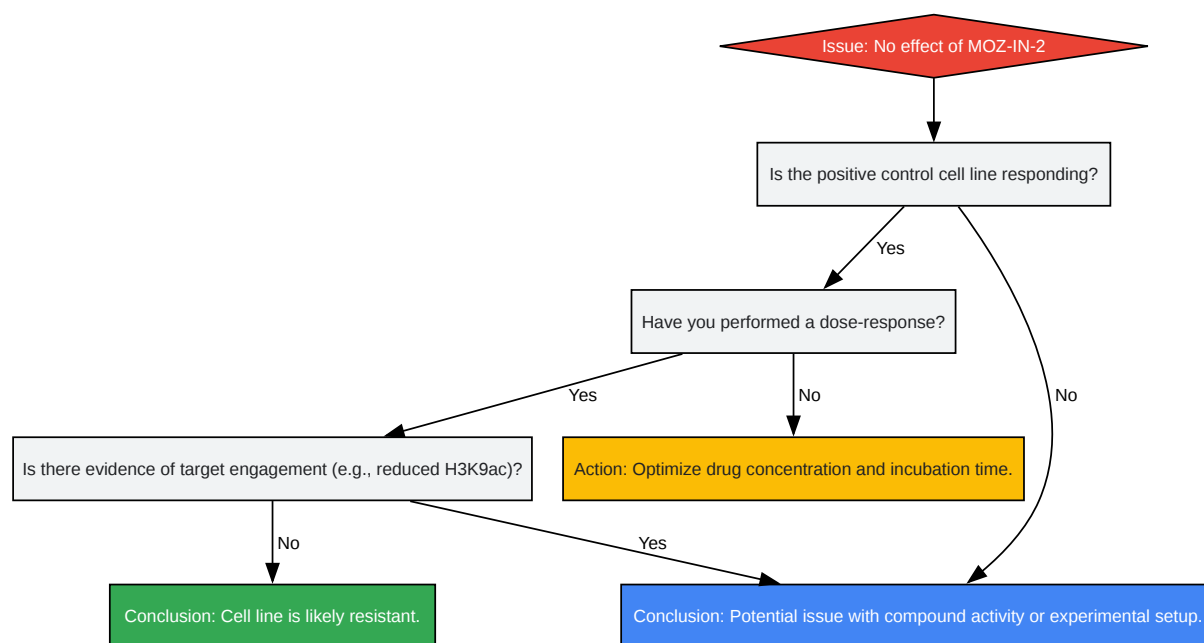 Issue: No effect of MOZ-IN-2
Is the positive control cell line responding?
Yes
Have you performed a dose-response?
Yes
No
No
Is there evidence of target engagement (e.g., reduced H3K9ac)?
Action: Optimize drug concentration and incubation time.
No
Yes
Conclusion: Cell line is likely resistant.
Conclusion: Potential issue with compound activity or experimental setup.